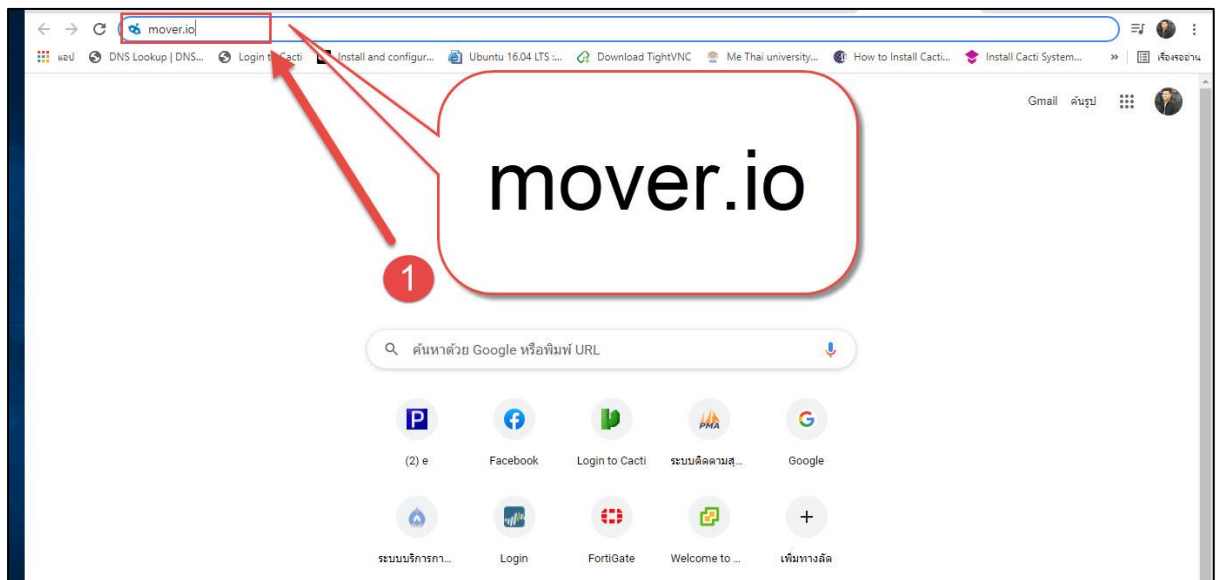 mover.io
แอป DNS Lookup | DNS... Login to Cacti Install and configur... Ubuntu 16.04 LTS :... Download TightVNC Me Thai university... How to Install Cacti... Install Cacti System... » เรื่องรออ่าน
Gmail ค้นรูป
mover.io
1
ค้นหาด้วย Google หรือพิมพ์ URL
(2) e Facebook Login to Cacti ระบบติดตามสุ... Google
ระบบบริการกา... Login FortiGate Welcome to ... เพิ่มทางลัด